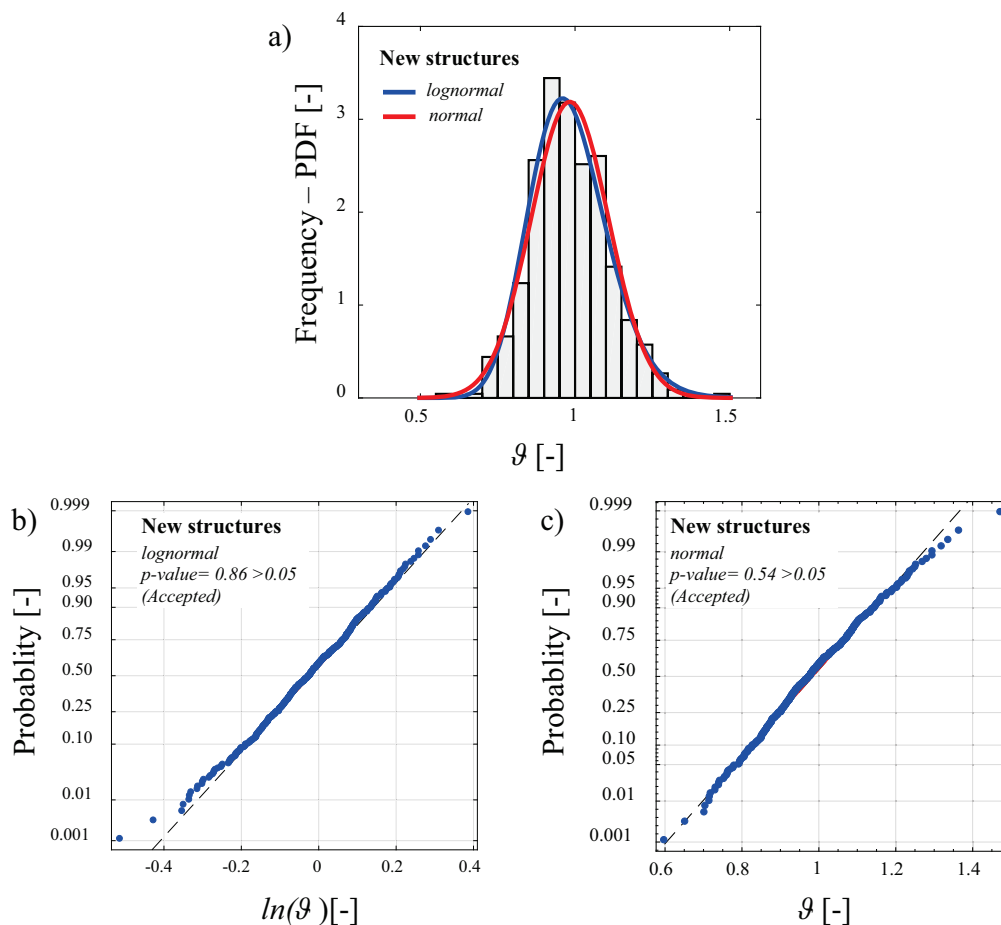 a)
New structures
lognormal
normal
Frequency – PDF [-]
4
3
2
1
0
0.5
1
1.5
ϑ [-]
b)
New structures
lognormal
p-value= 0.86 >0.05
(Accepted)
Probablity [-]
0.999
0.99
0.95
0.90
0.75
0.50
0.25
0.10
0.01
0.001
-0.4
-0.2
0
0.2
0.4
ln(ϑ )[-]
c)
New structures
normal
p-value= 0.54 >0.05
(Accepted)
Probablity [-]
0.999
0.99
0.95
0.90
0.75
0.50
0.25
0.10
0.05
0.01
0.001
0.6
0.8
1
1.2
1.4
ϑ [-]